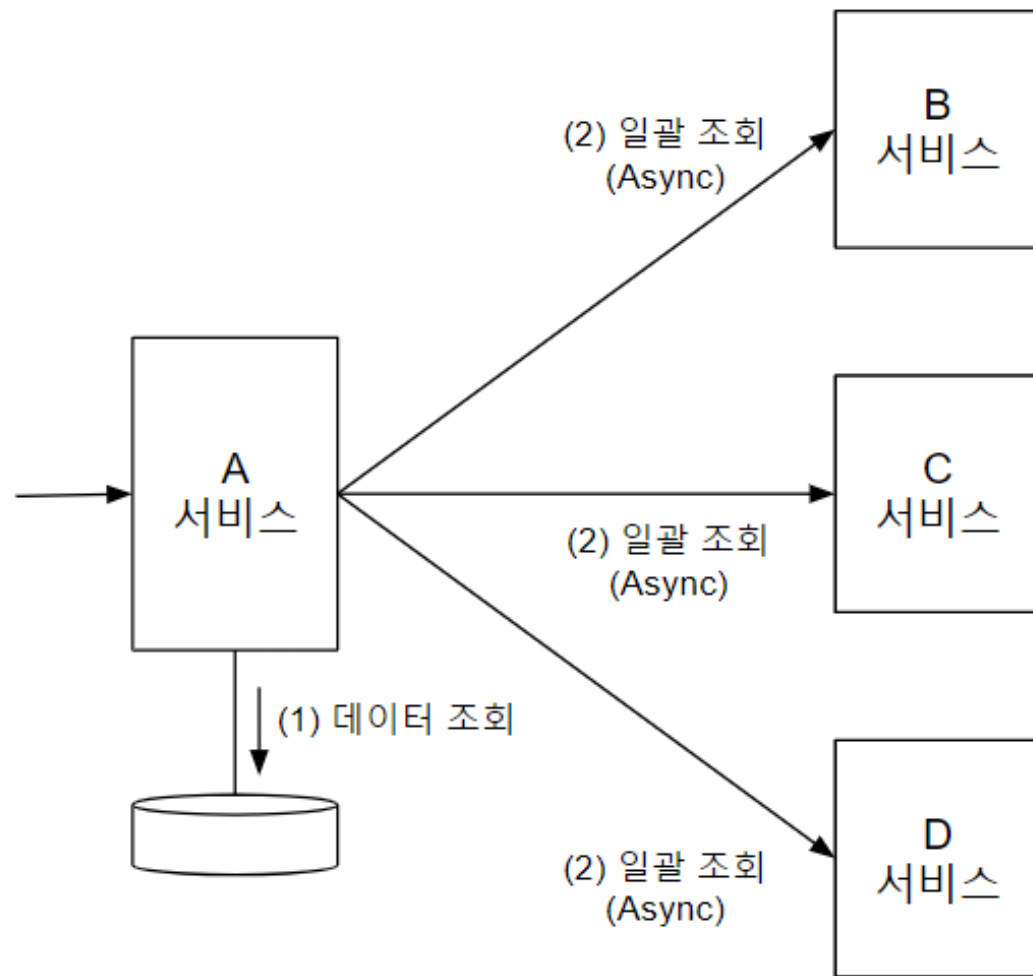 B
서비스
(2) 일괄 조회
(Async)
A
서비스
C
서비스
(2) 일괄 조회
(Async)
(1) 데이터 조회
D
서비스
(2) 일괄 조회
(Async)